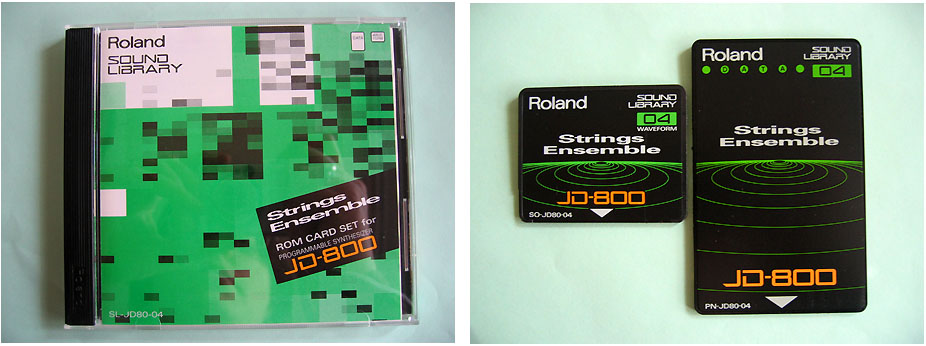 Roland
SOUND
LIBRARY
DATA
Strings
Ensemble
ROM CARD SET for
PROGRAMMABLE SYNTHESIZER
JD-800
SL-JD80-04
Roland
SOUND
LIBRARY
04
WAVEFORM
Strings
Ensemble
JD-800
SO-JD80-04
Roland
SOUND
LIBRARY
DATA
04
Strings
Ensemble
JD-800
PN-JD80-04